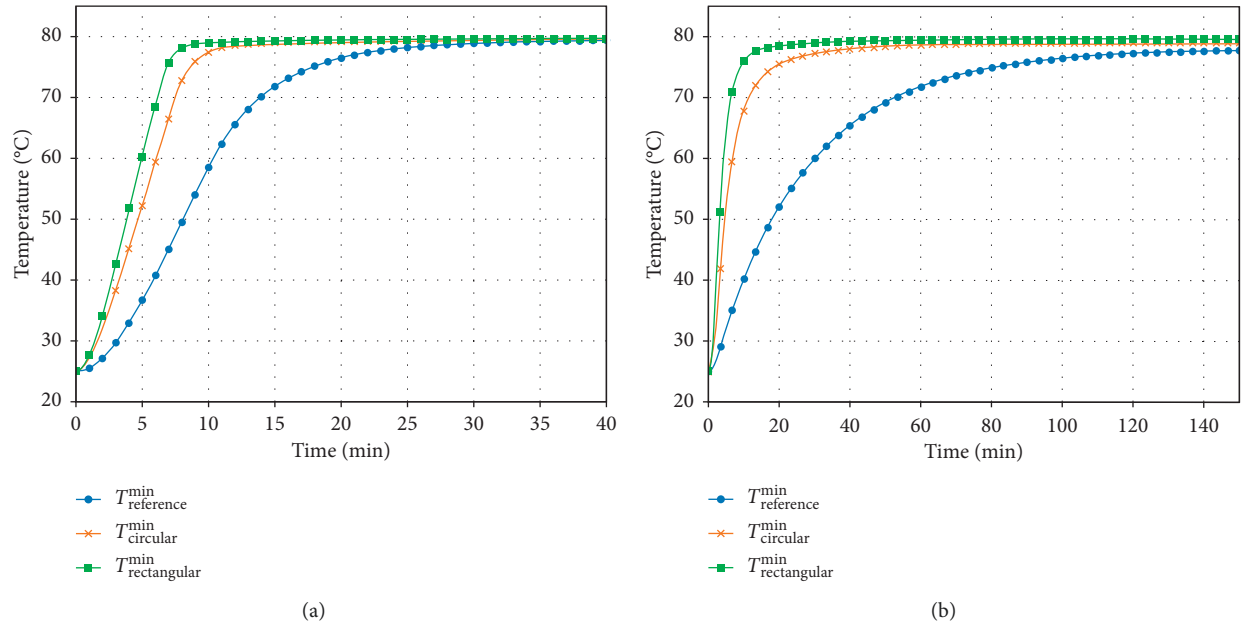 80
70
60
50
40
30
20
Temperature (°C)
0 5 10 15 20 25 30 35 40
Time (min)
T^min_reference
T^min_circular
T^min_rectangular
(a)
80
70
60
50
40
30
20
Temperature (°C)
0 20 40 60 80 100 120 140
Time (min)
T^min_reference
T^min_circular
T^min_rectangular
(b)